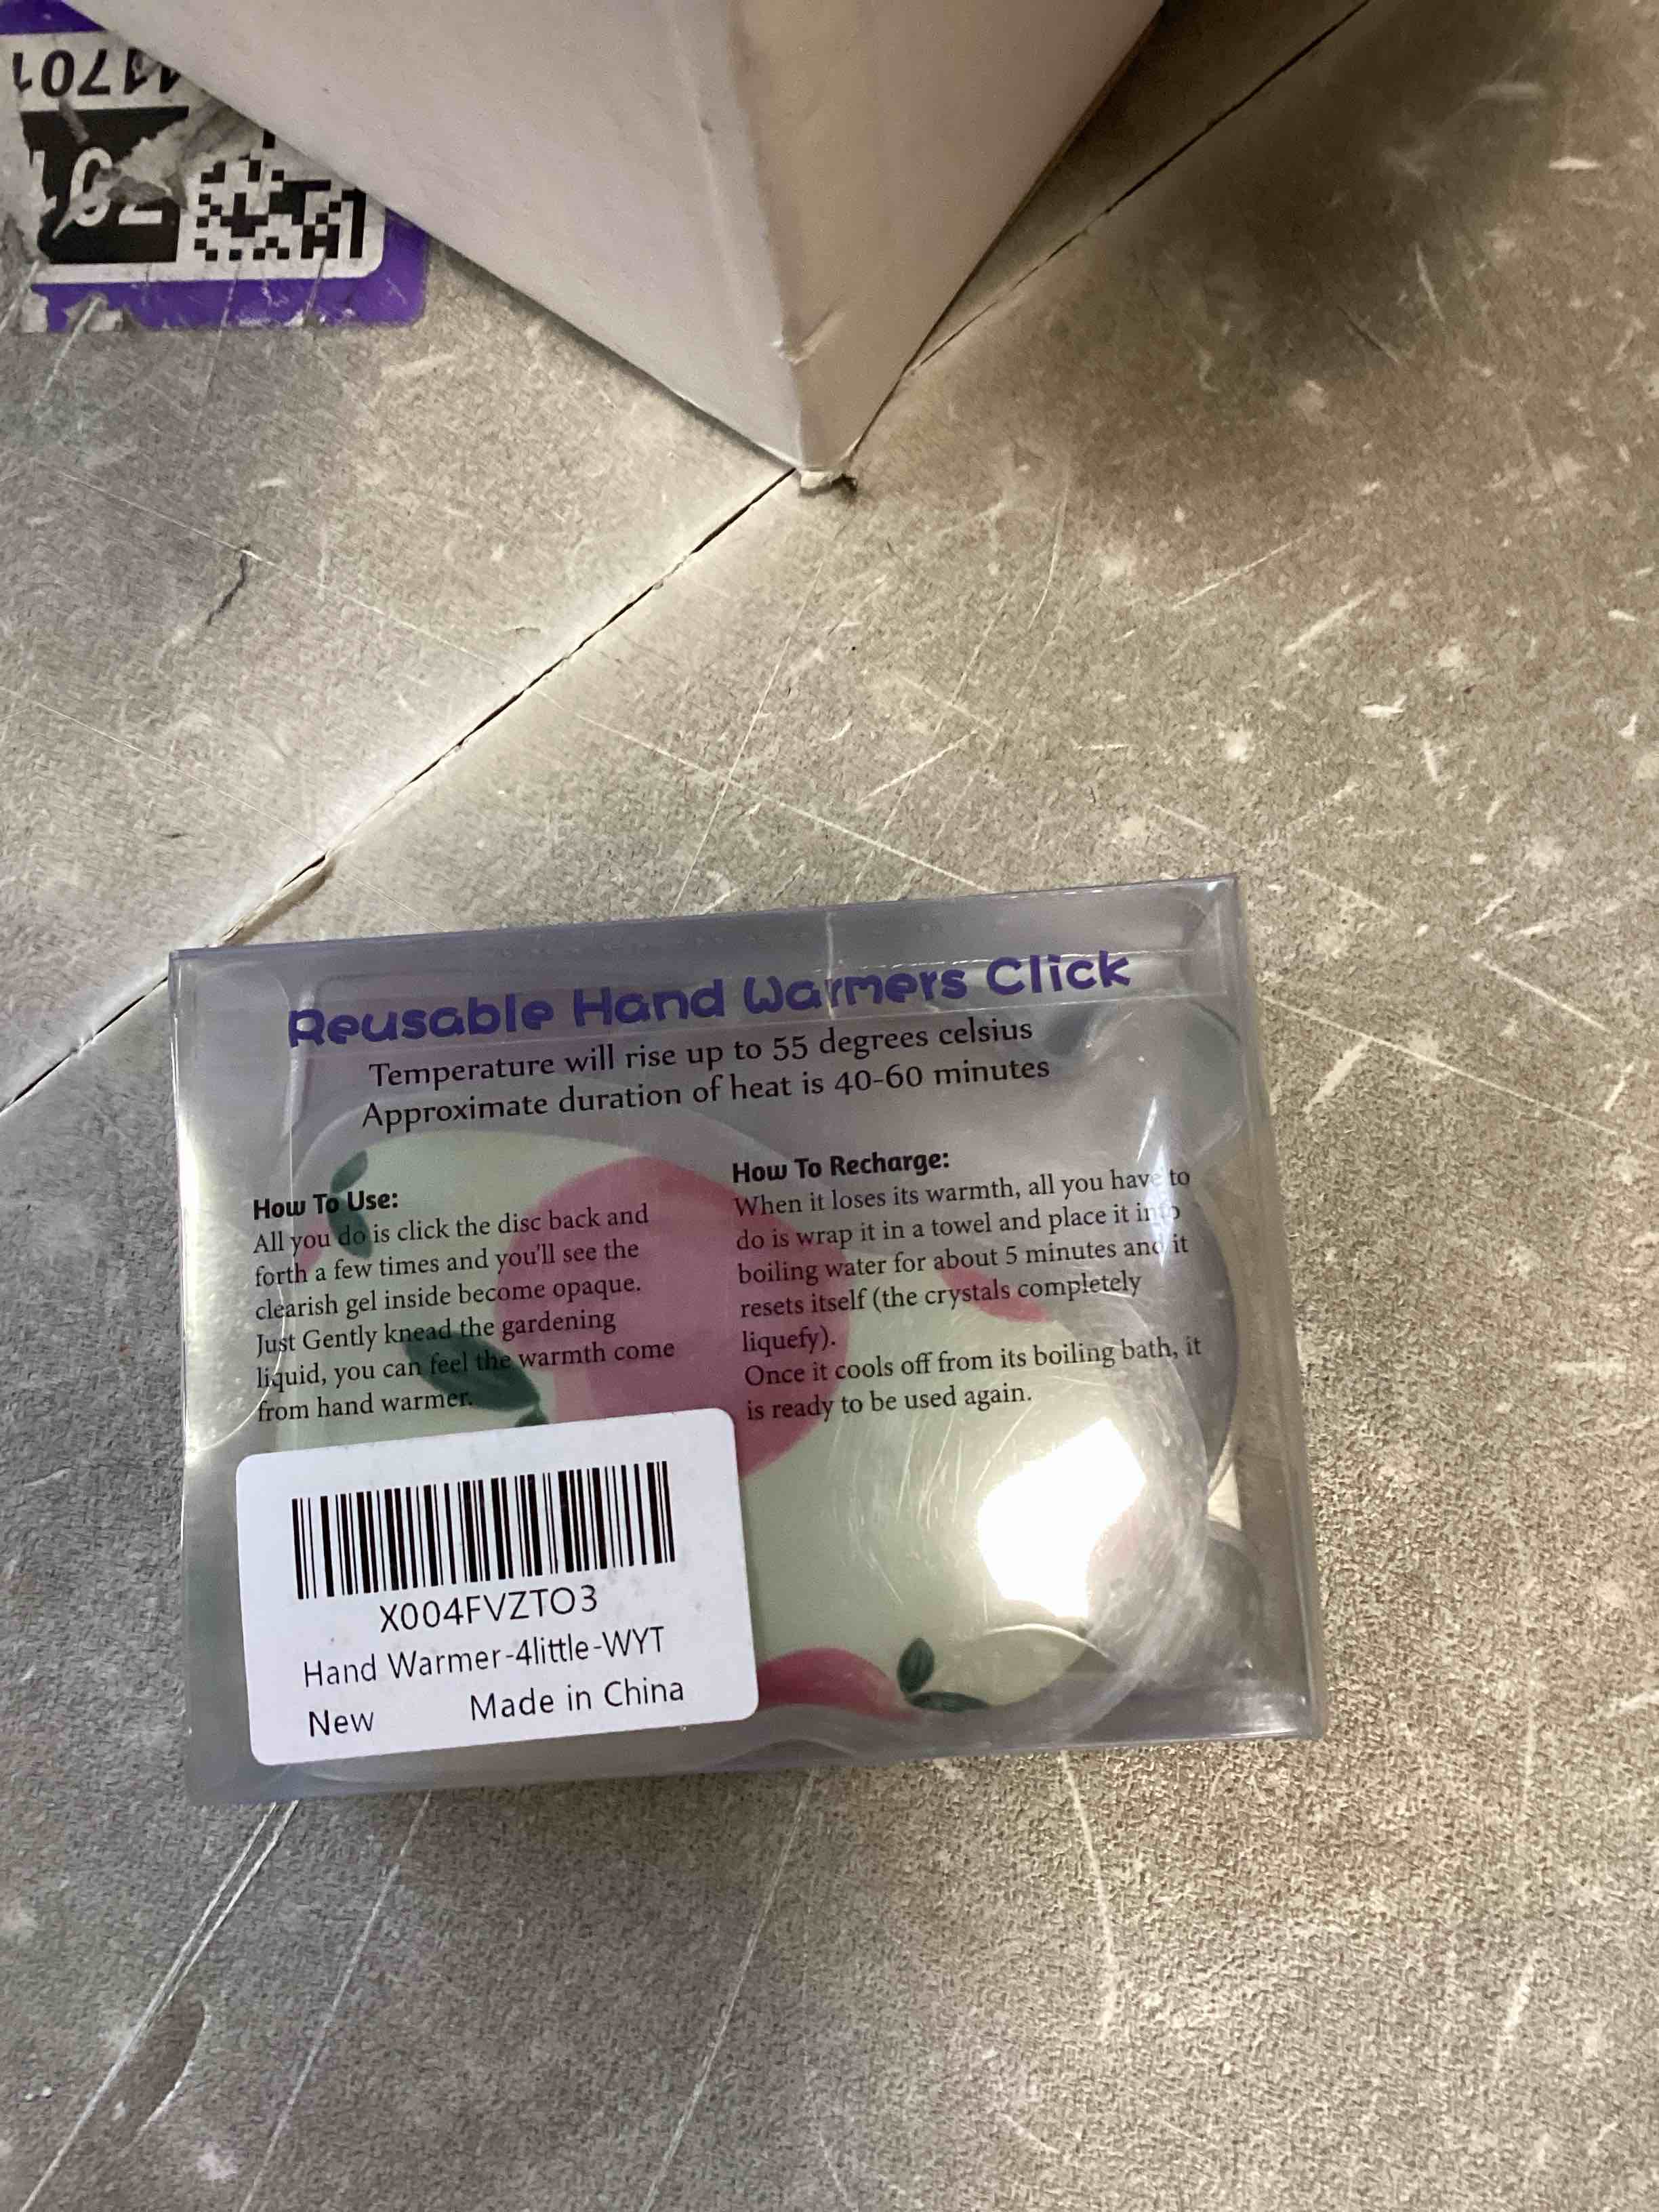 11701
Reusable Hand Warmers Click
Temperature will rise up to 55 degrees celsius
Approximate duration of heat is 40-60 minutes
How To Use:
All you do is click the disc back and
forth a few times and you'll see the
clearish gel inside become opaque.
Just Gently knead the gardening
liquid, you can feel the warmth come
from hand warmer.
How To Recharge:
When it loses its warmth, all you have to
do is wrap it in a towel and place it into
boiling water for about 5 minutes and it
resets itself (the crystals completely
liquefy).
Once it cools off from its boiling bath, it
is ready to be used again.
X004FVZTO3
Hand Warmer-4little-WYT
New Made in China